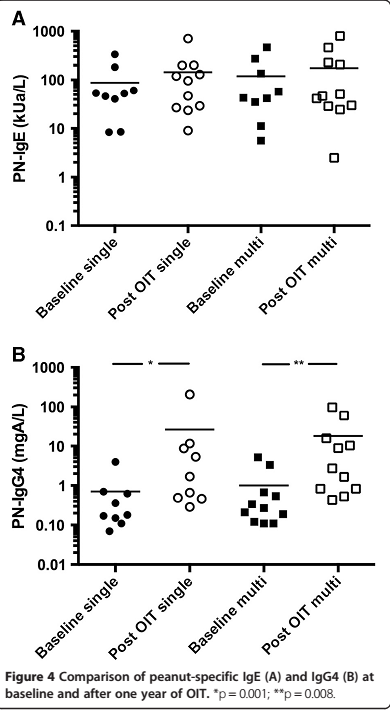 A
PN-IgE (kUa/L)
1000
100
10
1
0.1
Baseline single
Post OIT single
Baseline multi
Post OIT multi
B
PN-IgG4 (mgA/L)
1000
100
10
1
0.10
0.01
*
**
Baseline single
Post OIT single
Baseline multi
Post OIT multi
Figure 4 Comparison of peanut-specific IgE (A) and IgG4 (B) at
baseline and after one year of OIT. *p = 0.001; **p = 0.008.